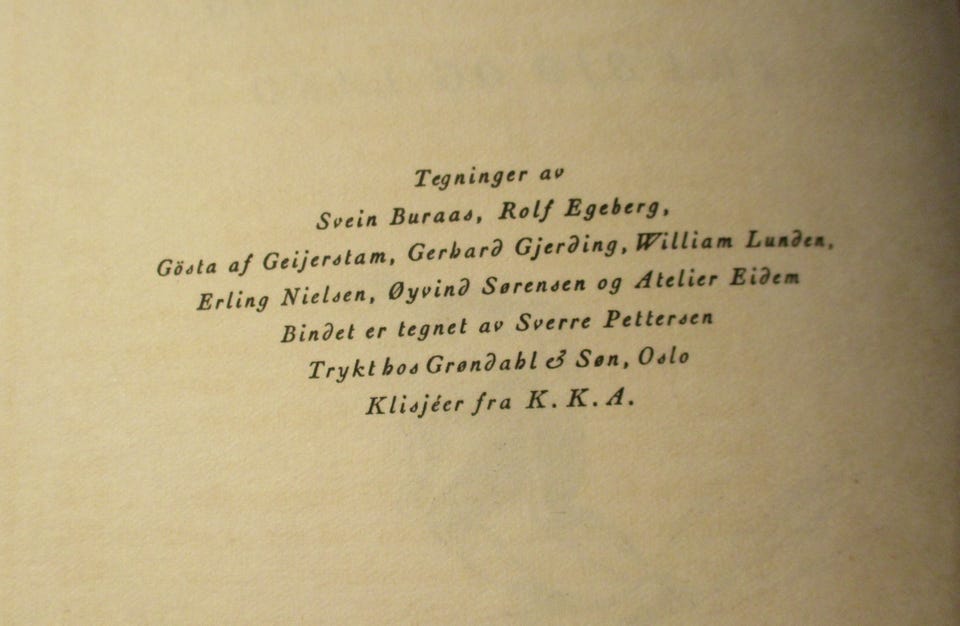 Tegninger av
Svein Buraas, Rolf Egeberg,
Gösta af Geijerstam, Gerhard Gjerding, William Lunden,
Erling Nielsen, Øyvind Sørensen og Atelier Eidem
Bindet er tegnet av Sverre Pettersen
Trykt hos Grøndahl & Søn, Oslo
Klisjéer fra K. K. A.